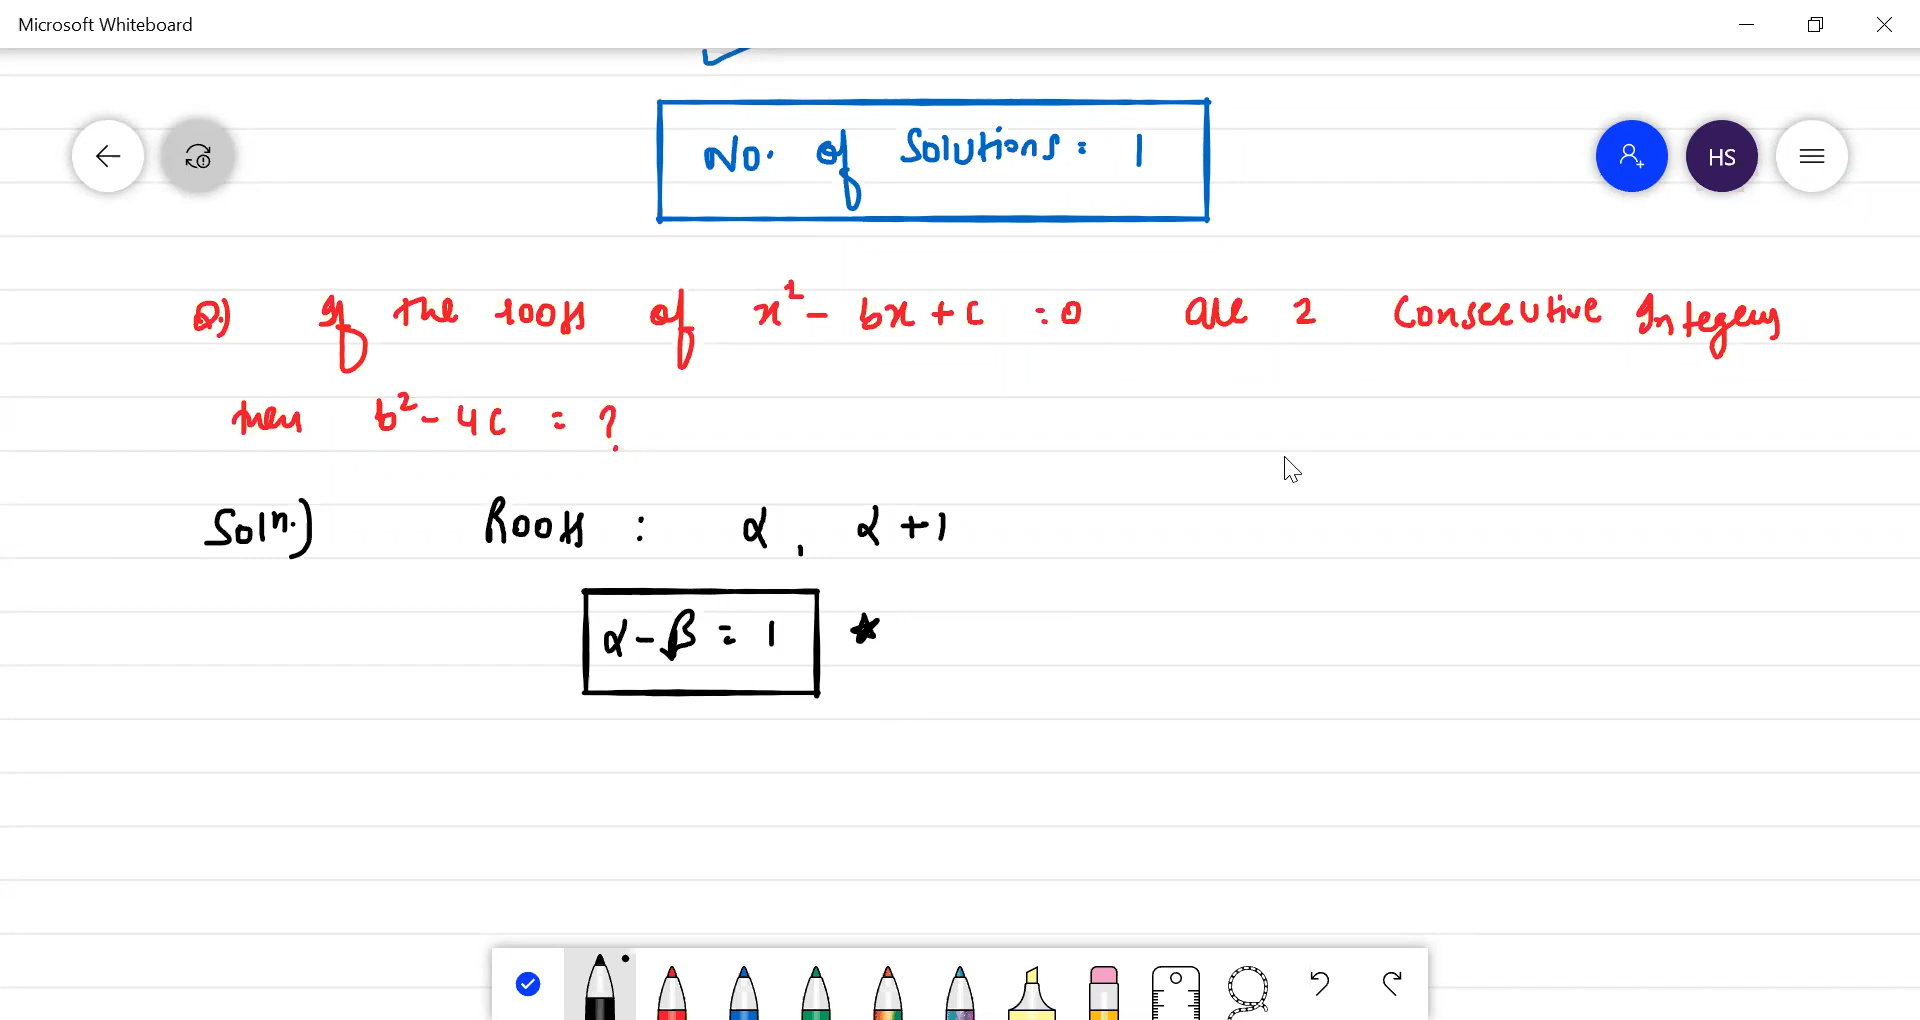 Microsoft Whiteboard
No. of Solutions = 1
HS
Q.) If the roots of x² - bx + c = 0 are 2 Consecutive Integers
then b² - 4c = ?
Soln.) Roots : α , α + 1
α - β = 1 ★